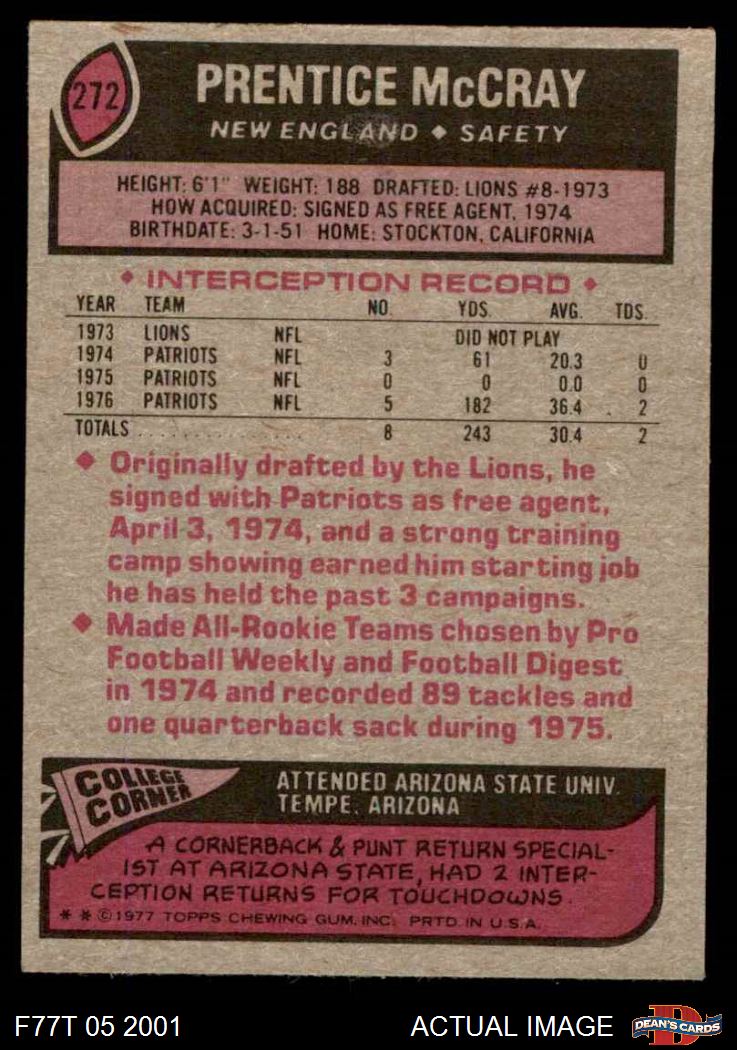 272
PRENTICE McCRAY
NEW ENGLAND ◆ SAFETY
HEIGHT: 6'1" WEIGHT: 188 DRAFTED: LIONS #8-1973
HOW ACQUIRED: SIGNED AS FREE AGENT, 1974
BIRTHDATE: 3-1-51 HOME: STOCKTON, CALIFORNIA
◆ INTERCEPTION RECORD ◆
YEAR TEAM NO. YDS. AVG. TDS.
1973 LIONS NFL DID NOT PLAY
1974 PATRIOTS NFL 3 61 20.3 0
1975 PATRIOTS NFL 0 0 0.0 0
1976 PATRIOTS NFL 5 182 36.4 2
TOTALS . . . . . . . . . . . . . . . 8 243 30.4 2
◆ Originally drafted by the Lions, he
signed with Patriots as free agent,
April 3, 1974, and a strong training
camp showing earned him starting job
he has held the past 3 campaigns.
◆ Made All-Rookie Teams chosen by Pro
Football Weekly and Football Digest
in 1974 and recorded 89 tackles and
one quarterback sack during 1975.
COLLEGE
CORNER
ATTENDED ARIZONA STATE UNIV.
TEMPE, ARIZONA
A CORNERBACK & PUNT RETURN SPECIAL-
IST AT ARIZONA STATE, HAD 2 INTER-
CEPTION RETURNS FOR TOUCHDOWNS.
* * © 1977 TOPPS CHEWING GUM, INC. PRTD. IN U.S.A.
F77T 05 2001
ACTUAL IMAGE
DEAN'S CARDS